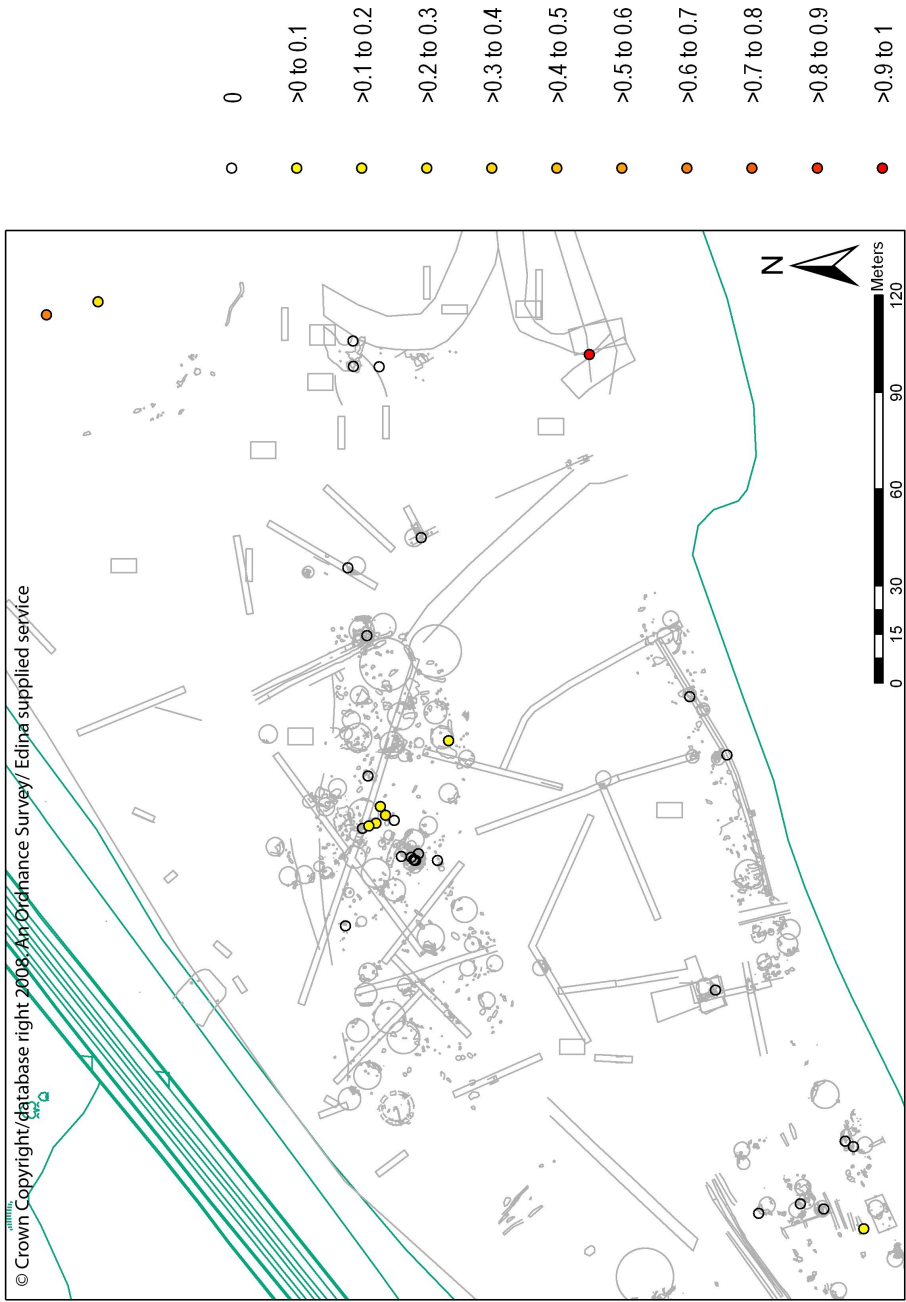 © Crown Copyright/database right 2008. An Ordnance Survey/ Edina supplied service
N
Meters
0 15 30 60 90 120
0
>0 to 0.1
>0.1 to 0.2
>0.2 to 0.3
>0.3 to 0.4
>0.4 to 0.5
>0.5 to 0.6
>0.6 to 0.7
>0.7 to 0.8
>0.8 to 0.9
>0.9 to 1